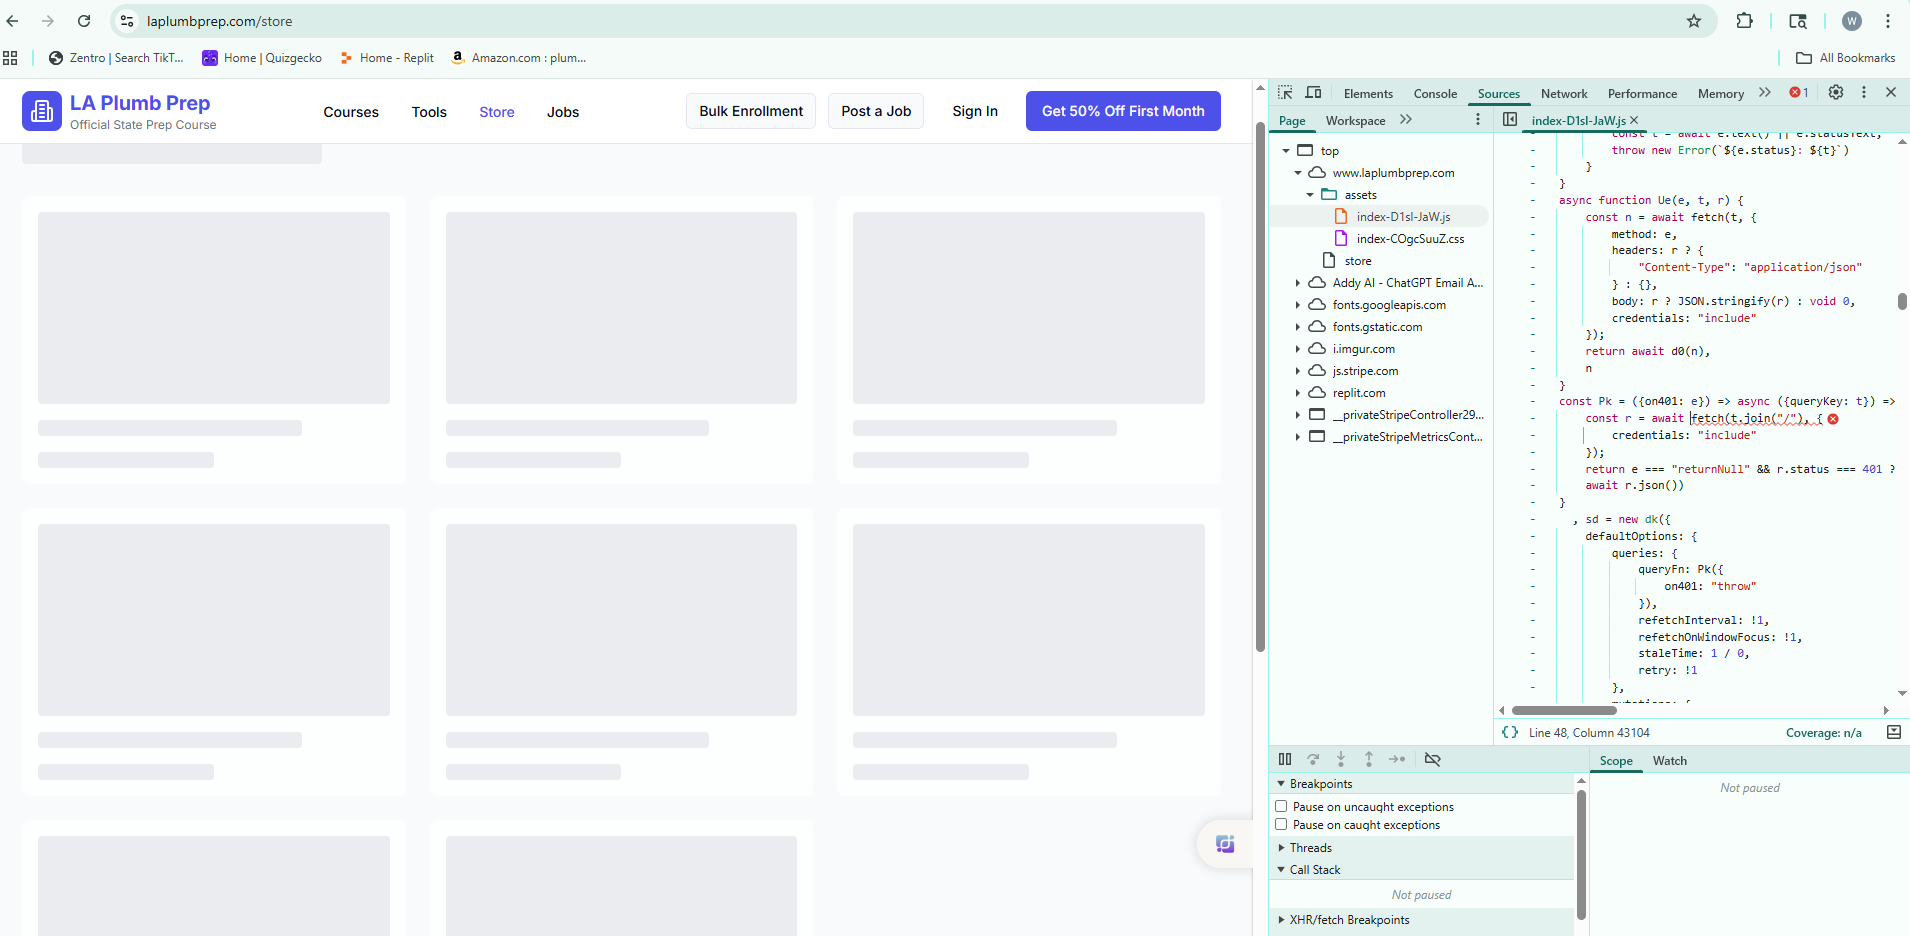 laplumbprep.com/store
W
Zentro | Search TikT...
Home | Quizgecko
Home - Replit
Amazon.com : plum...
All Bookmarks
LA Plumb Prep
Official State Prep Course
Courses
Tools
Store
Jobs
Bulk Enrollment
Post a Job
Sign In
Get 50% Off First Month
Elements
Console
Sources
Network
Performance
Memory
1
Page
Workspace
index-D1sl-JaW.js
top
www.laplumbprep.com
assets
index-D1sl-JaW.js
index-COgcSuuZ.css
store
Addy AI - ChatGPT Email A...
fonts.googleapis.com
fonts.gstatic.com
i.imgur.com
js.stripe.com
replit.com
__privateStripeController29...
__privateStripeMetricsCont...
const t = await e.text() || e.statusText;
throw new Error(`${e.status}: ${t}`)
}
}
async function Ue(e, t, r) {
const n = await fetch(t, {
method: e,
headers: r ? {
"Content-Type": "application/json"
} : {},
body: r ? JSON.stringify(r) : void 0,
credentials: "include"
});
return await d0(n),
n
}
const Pk = ({on401: e}) => async ({queryKey: t}) =>
const r = await fetch(t.join("/"), {
credentials: "include"
});
return e === "returnNull" && r.status === 401 ?
await r.json())
}
, sd = new dk({
defaultOptions: {
queries: {
queryFn: Pk({
on401: "throw"
}),
refetchInterval: !1,
refetchOnWindowFocus: !1,
staleTime: 1 / 0,
retry: !1
},
{} Line 48, Column 43104
Coverage: n/a
Scope
Watch
Not paused
Breakpoints
Pause on uncaught exceptions
Pause on caught exceptions
Threads
Call Stack
Not paused
XHR/fetch Breakpoints